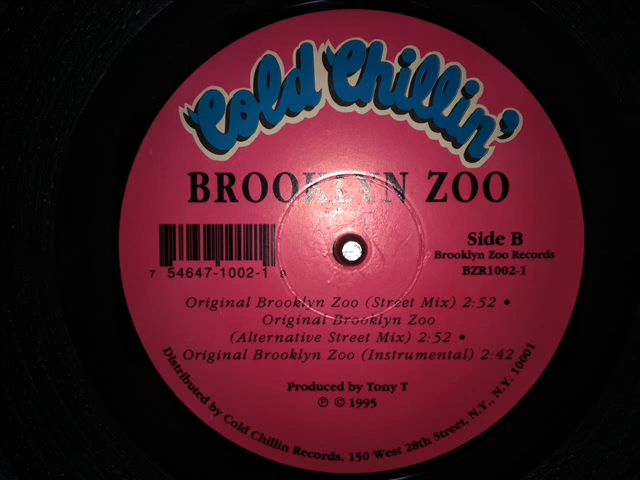 Cold Chillin'
BROOKLYN ZOO
Side B
Brooklyn Zoo Records
BZR1002-1
7 54647-1002-1 9
Original Brooklyn Zoo (Street Mix) 2:52 •
Original Brooklyn Zoo
(Alternative Street Mix) 2:52 •
Original Brooklyn Zoo (Instrumental) 2:42
Produced by Tony T
℗ © 1995
Distributed by Cold Chillin Records, 150 West 28th Street, N.Y., N.Y. 10001